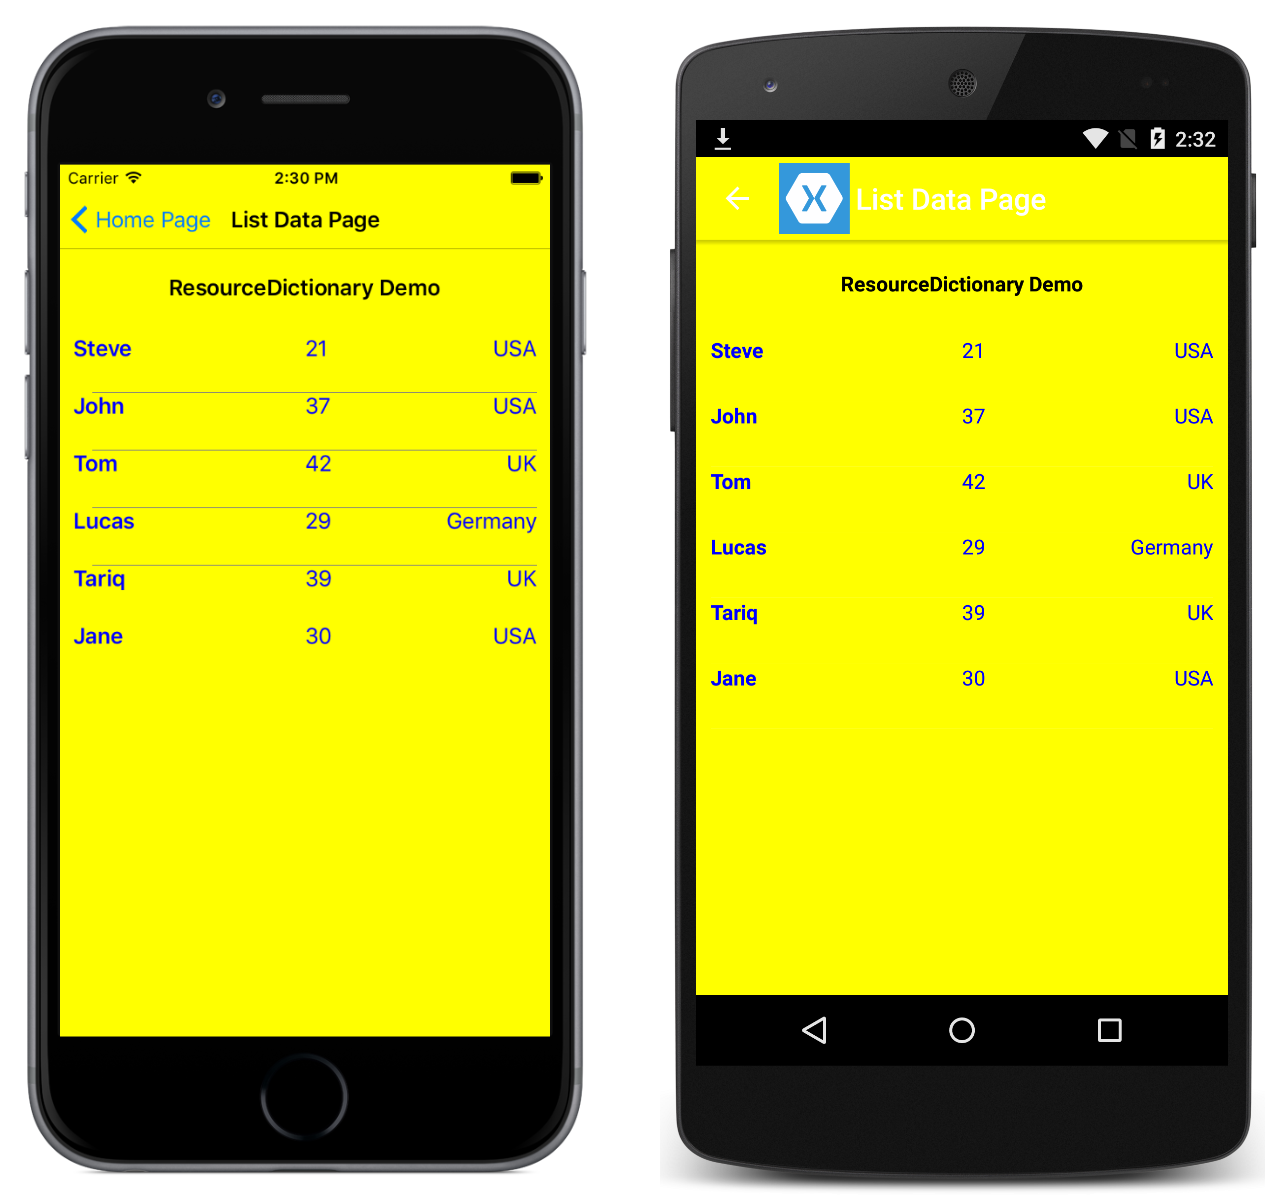 Carrier 2:30 PM
Home Page List Data Page
ResourceDictionary Demo
Steve 21 USA
John 37 USA
Tom 42 UK
Lucas 29 Germany
Tariq 39 UK
Jane 30 USA
2:32
List Data Page
ResourceDictionary Demo
Steve 21 USA
John 37 USA
Tom 42 UK
Lucas 29 Germany
Tariq 39 UK
Jane 30 USA